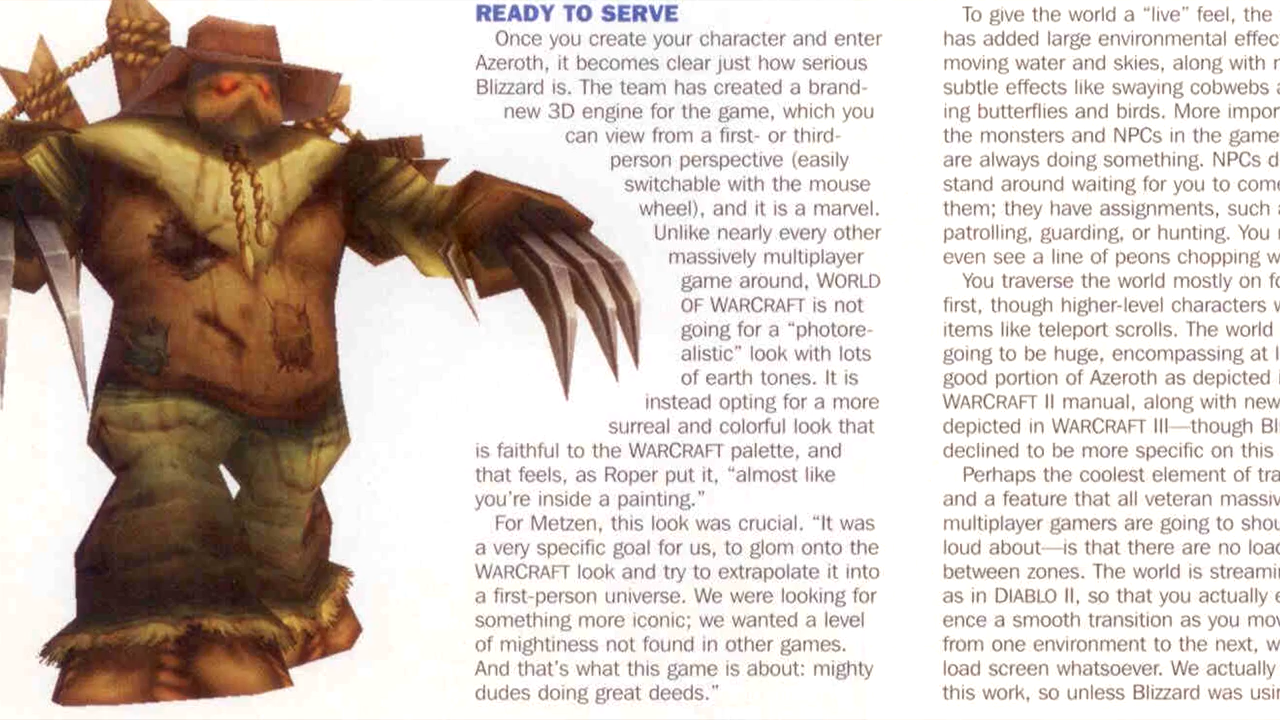 READY TO SERVE
Once you create your character and enter
Azeroth, it becomes clear just how serious
Blizzard is. The team has created a brand-
new 3D engine for the game, which you
can view from a first- or third-
person perspective (easily
switchable with the mouse
wheel), and it is a marvel.
Unlike nearly every other
massively multiplayer
game around, WORLD
OF WARCRAFT is not
going for a “photore-
alistic” look with lots
of earth tones. It is
instead opting for a more
surreal and colorful look that
is faithful to the WARCRAFT palette, and
that feels, as Roper put it, “almost like
you’re inside a painting.”
For Metzen, this look was crucial. “It was
a very specific goal for us, to glom onto the
WARCRAFT look and try to extrapolate it into
a first-person universe. We were looking for
something more iconic; we wanted a level
of mightiness not found in other games.
And that’s what this game is about: mighty
dudes doing great deeds.”
To give the world a “live” feel, the
has added large environmental effec
moving water and skies, along with
subtle effects like swaying cobwebs
ing butterflies and birds. More impor
the monsters and NPCs in the game
are always doing something. NPCs d
stand around waiting for you to com
them; they have assignments, such
patrolling, guarding, or hunting. You
even see a line of peons chopping w
You traverse the world mostly on fo
first, though higher-level characters
items like teleport scrolls. The world
going to be huge, encompassing at l
good portion of Azeroth as depicted
WARCRAFT II manual, along with new
depicted in WARCRAFT III—though Bl
declined to be more specific on this
Perhaps the coolest element of tra
and a feature that all veteran massiv
multiplayer gamers are going to shou
loud about—is that there are no load
between zones. The world is streamin
as in DIABLO II, so that you actually e
ence a smooth transition as you mov
from one environment to the next, w
load screen whatsoever. We actually
this work, so unless Blizzard was usin